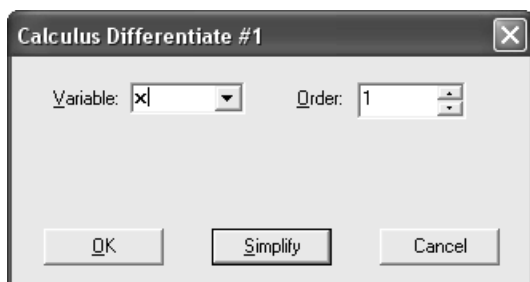 Calculus Differentiate #1
Variable: x Order: 1
OK Simplify Cancel